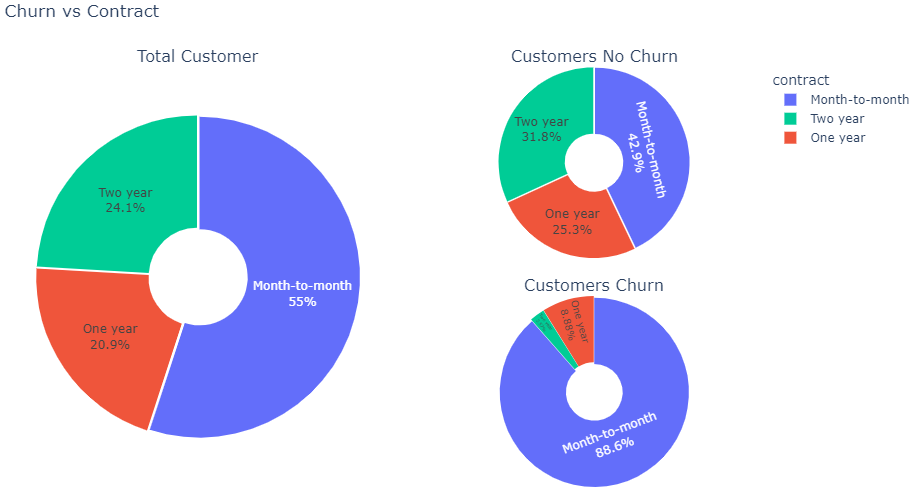 Churn vs Contract
Total Customer
Two year
24.1%
One year
20.9%
Month-to-month
55%
Customers No Churn
Two year
31.8%
One year
25.3%
Month-to-month
42.9%
Customers Churn
One year
8.88%
Month-to-month
88.6%
contract
Month-to-month
Two year
One year